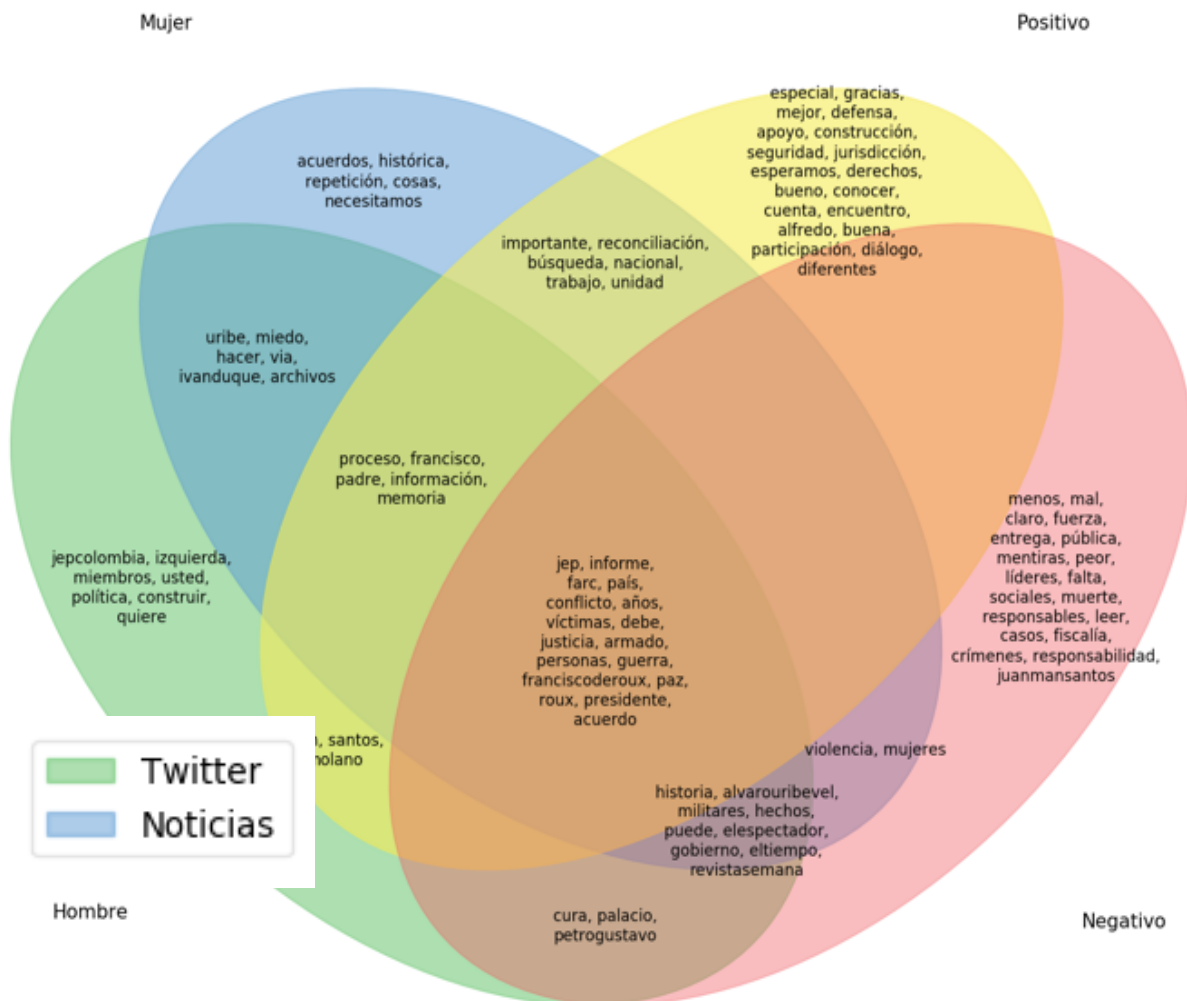 Mujer
Positivo
especial, gracias,
mejor, defensa,
apoyo, construcción,
seguridad, jurisdicción,
esperamos, derechos,
bueno, conocer,
cuenta, encuentro,
alfredo, buena,
participación, diálogo,
diferentes
acuerdos, histórica,
repetición, cosas,
necesitamos
importante, reconciliación,
búsqueda, nacional,
trabajo, unidad
uribe, miedo,
hacer, via,
ivanduque, archivos
proceso, francisco,
padre, información,
memoria
menos, mal,
claro, fuerza,
entrega, pública,
mentiras, peor,
líderes, falta,
sociales, muerte,
responsables, leer,
casos, fiscalía,
crímenes, responsabilidad,
juanmansantos
jepcolombia, izquierda,
miembros, usted,
política, construir,
quiere
jep, informe,
farc, país,
conflicto, años,
víctimas, debe,
justicia, armado,
personas, guerra,
franciscoderoux, paz,
roux, presidente,
acuerdo
santos,
violencia, mujeres
historia, alvarouribevel,
militares, hechos,
puede, elespectador,
gobierno, eltiempo,
revistasemana
Twitter
Noticias
cura, palacio,
petrogustavo
Hombre
Negativo